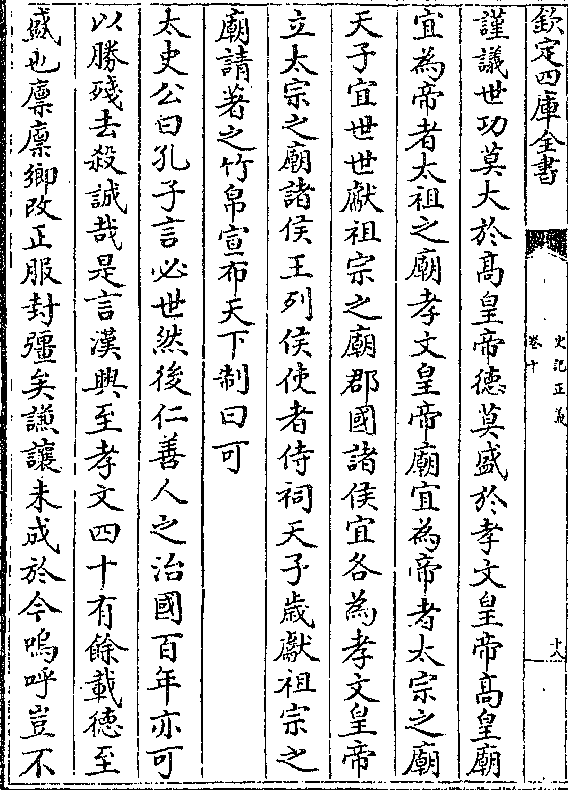 欽定四庫全書
史記正義
卷十
十八
謹議世功莫大於髙皇帝德莫盛於孝文皇帝髙皇廟
宜為帝者太祖之廟孝文皇帝廟宜為帝者太宗之廟
天子宜世世獻祖宗之廟郡國諸侯宜各為孝文皇帝
立太宗之廟諸侯王列侯使者侍祠天子歲獻祖宗之
廟請著之竹帛宣布天下制曰可
太史公曰孔子言必世然後仁善人之治國百年亦可
以勝殘去殺誠哉是言漢興至孝文四十有餘載德至
盛也廪廪鄉改正服封彊矣謙讓未成於今嗚呼豈不